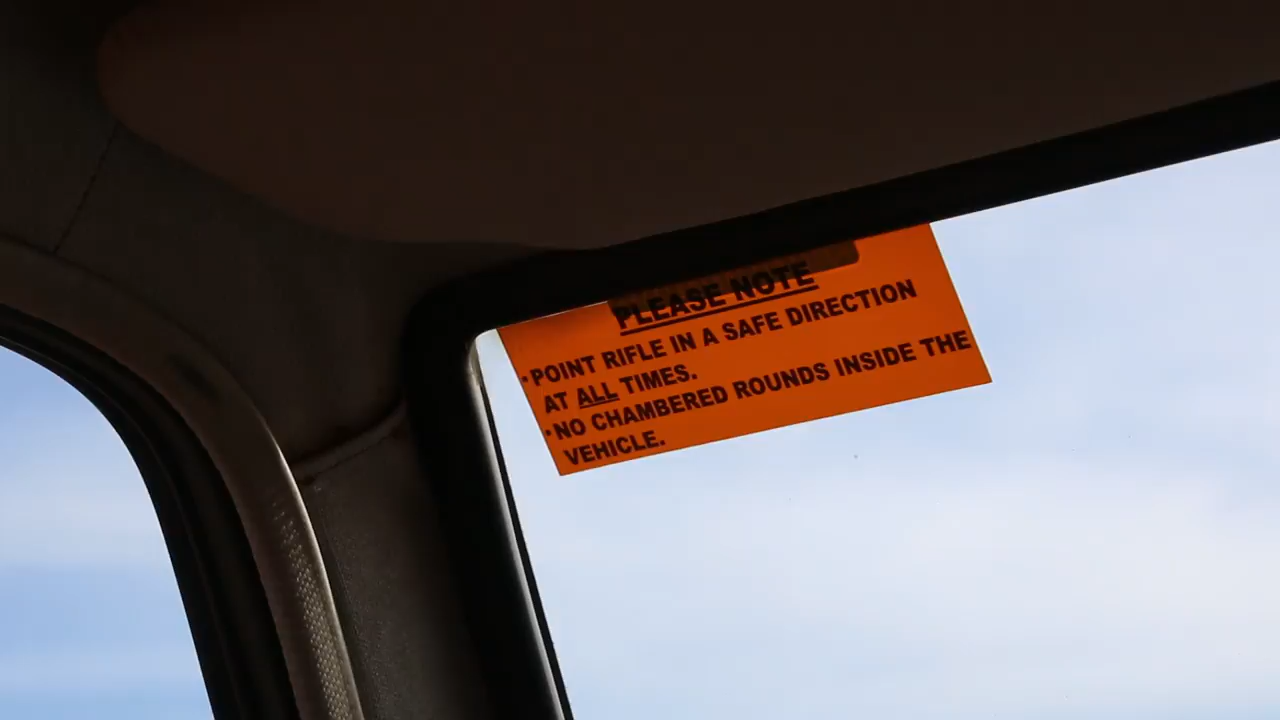 PLEASE NOTE
•POINT RIFLE IN A SAFE DIRECTION
AT ALL TIMES.
•NO CHAMBERED ROUNDS INSIDE THE
VEHICLE.